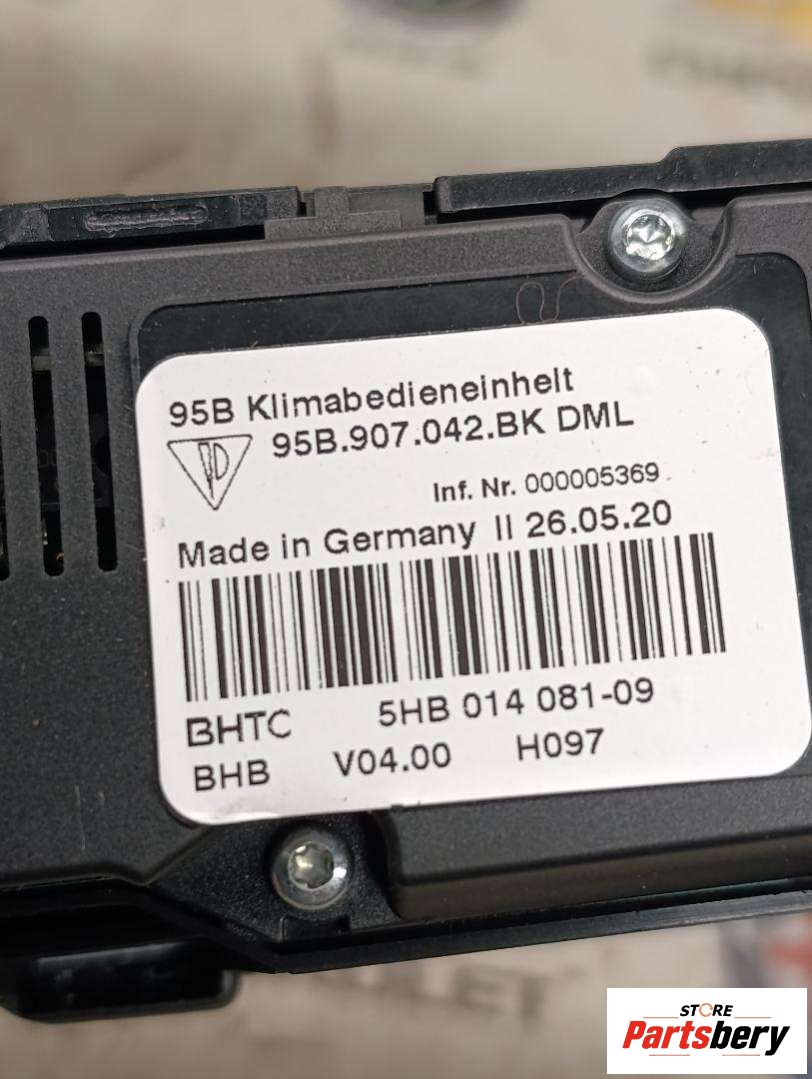 95B Klimabedieneinheit
95B.907.042.BK DML
Inf. Nr. 000005369
Made in Germany II 26.05.20
BHTC 5HB 014 081-09
BHB V04.00 H097
STORE
Partsbery